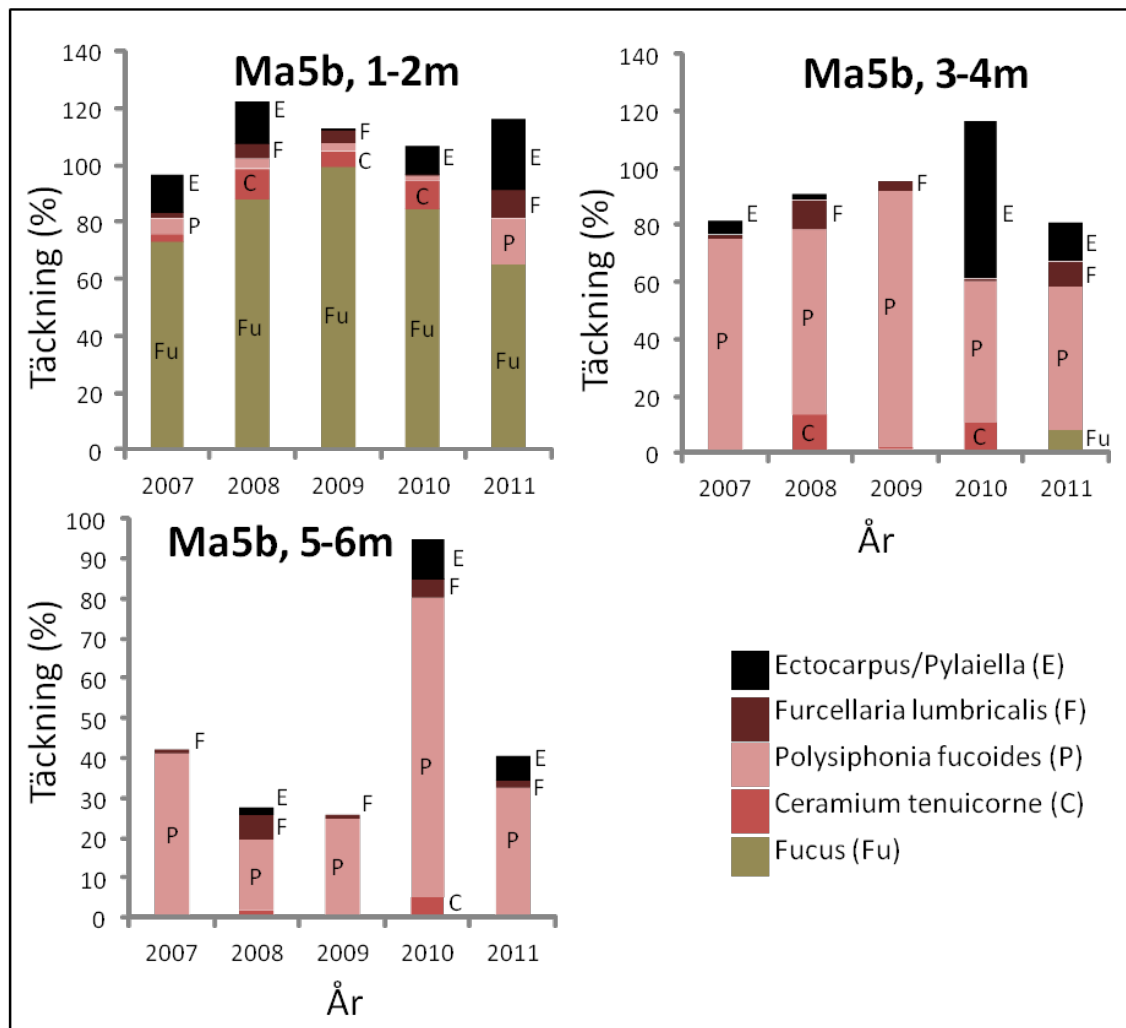 Ma5b, 1-2m
Täckning (%)
140
120
100
80
60
40
20
0
E
P
Fu
E
F
C
Fu
F
C
Fu
E
C
Fu
E
F
P
Fu
2007 2008 2009 2010 2011
Ma5b, 3-4m
Täckning (%)
140
120
100
80
60
40
20
0
E
P
F
P
C
F
P
E
P
C
E
F
P
Fu
2007 2008 2009 2010 2011
År
Ma5b, 5-6m
Täckning (%)
100
90
80
70
60
50
40
30
20
10
0
F
P
E
F
P
F
P
E
F
P
C
E
F
P
2007 2008 2009 2010 2011
År
Ectocarpus/Pylaiella (E)
Furcellaria lumbricalis (F)
Polysiphonia fucoides (P)
Ceramium tenuicorne (C)
Fucus (Fu)